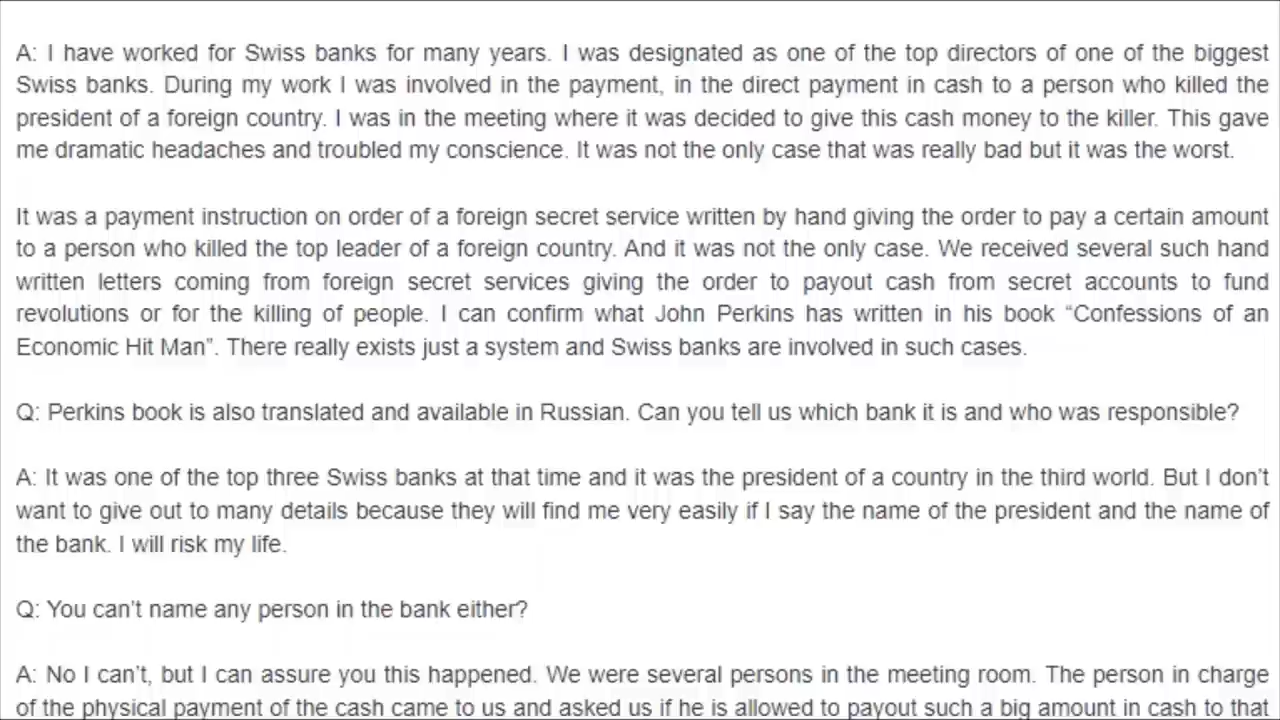 A: I have worked for Swiss banks for many years. I was designated as one of the top directors of one of the biggest
Swiss banks. During my work I was involved in the payment, in the direct payment in cash to a person who killed the
president of a foreign country. I was in the meeting where it was decided to give this cash money to the killer. This gave
me dramatic headaches and troubled my conscience. It was not the only case that was really bad but it was the worst.
It was a payment instruction on order of a foreign secret service written by hand giving the order to pay a certain amount
to a person who killed the top leader of a foreign country. And it was not the only case. We received several such hand
written letters coming from foreign secret services giving the order to payout cash from secret accounts to fund
revolutions or for the killing of people. I can confirm what John Perkins has written in his book “Confessions of an
Economic Hit Man”. There really exists just a system and Swiss banks are involved in such cases.
Q: Perkins book is also translated and available in Russian. Can you tell us which bank it is and who was responsible?
A: It was one of the top three Swiss banks at that time and it was the president of a country in the third world. But I don’t
want to give out to many details because they will find me very easily if I say the name of the president and the name of
the bank. I will risk my life.
Q: You can’t name any person in the bank either?
A: No I can’t, but I can assure you this happened. We were several persons in the meeting room. The person in charge
of the physical payment of the cash came to us and asked us if he is allowed to payout such a big amount in cash to that